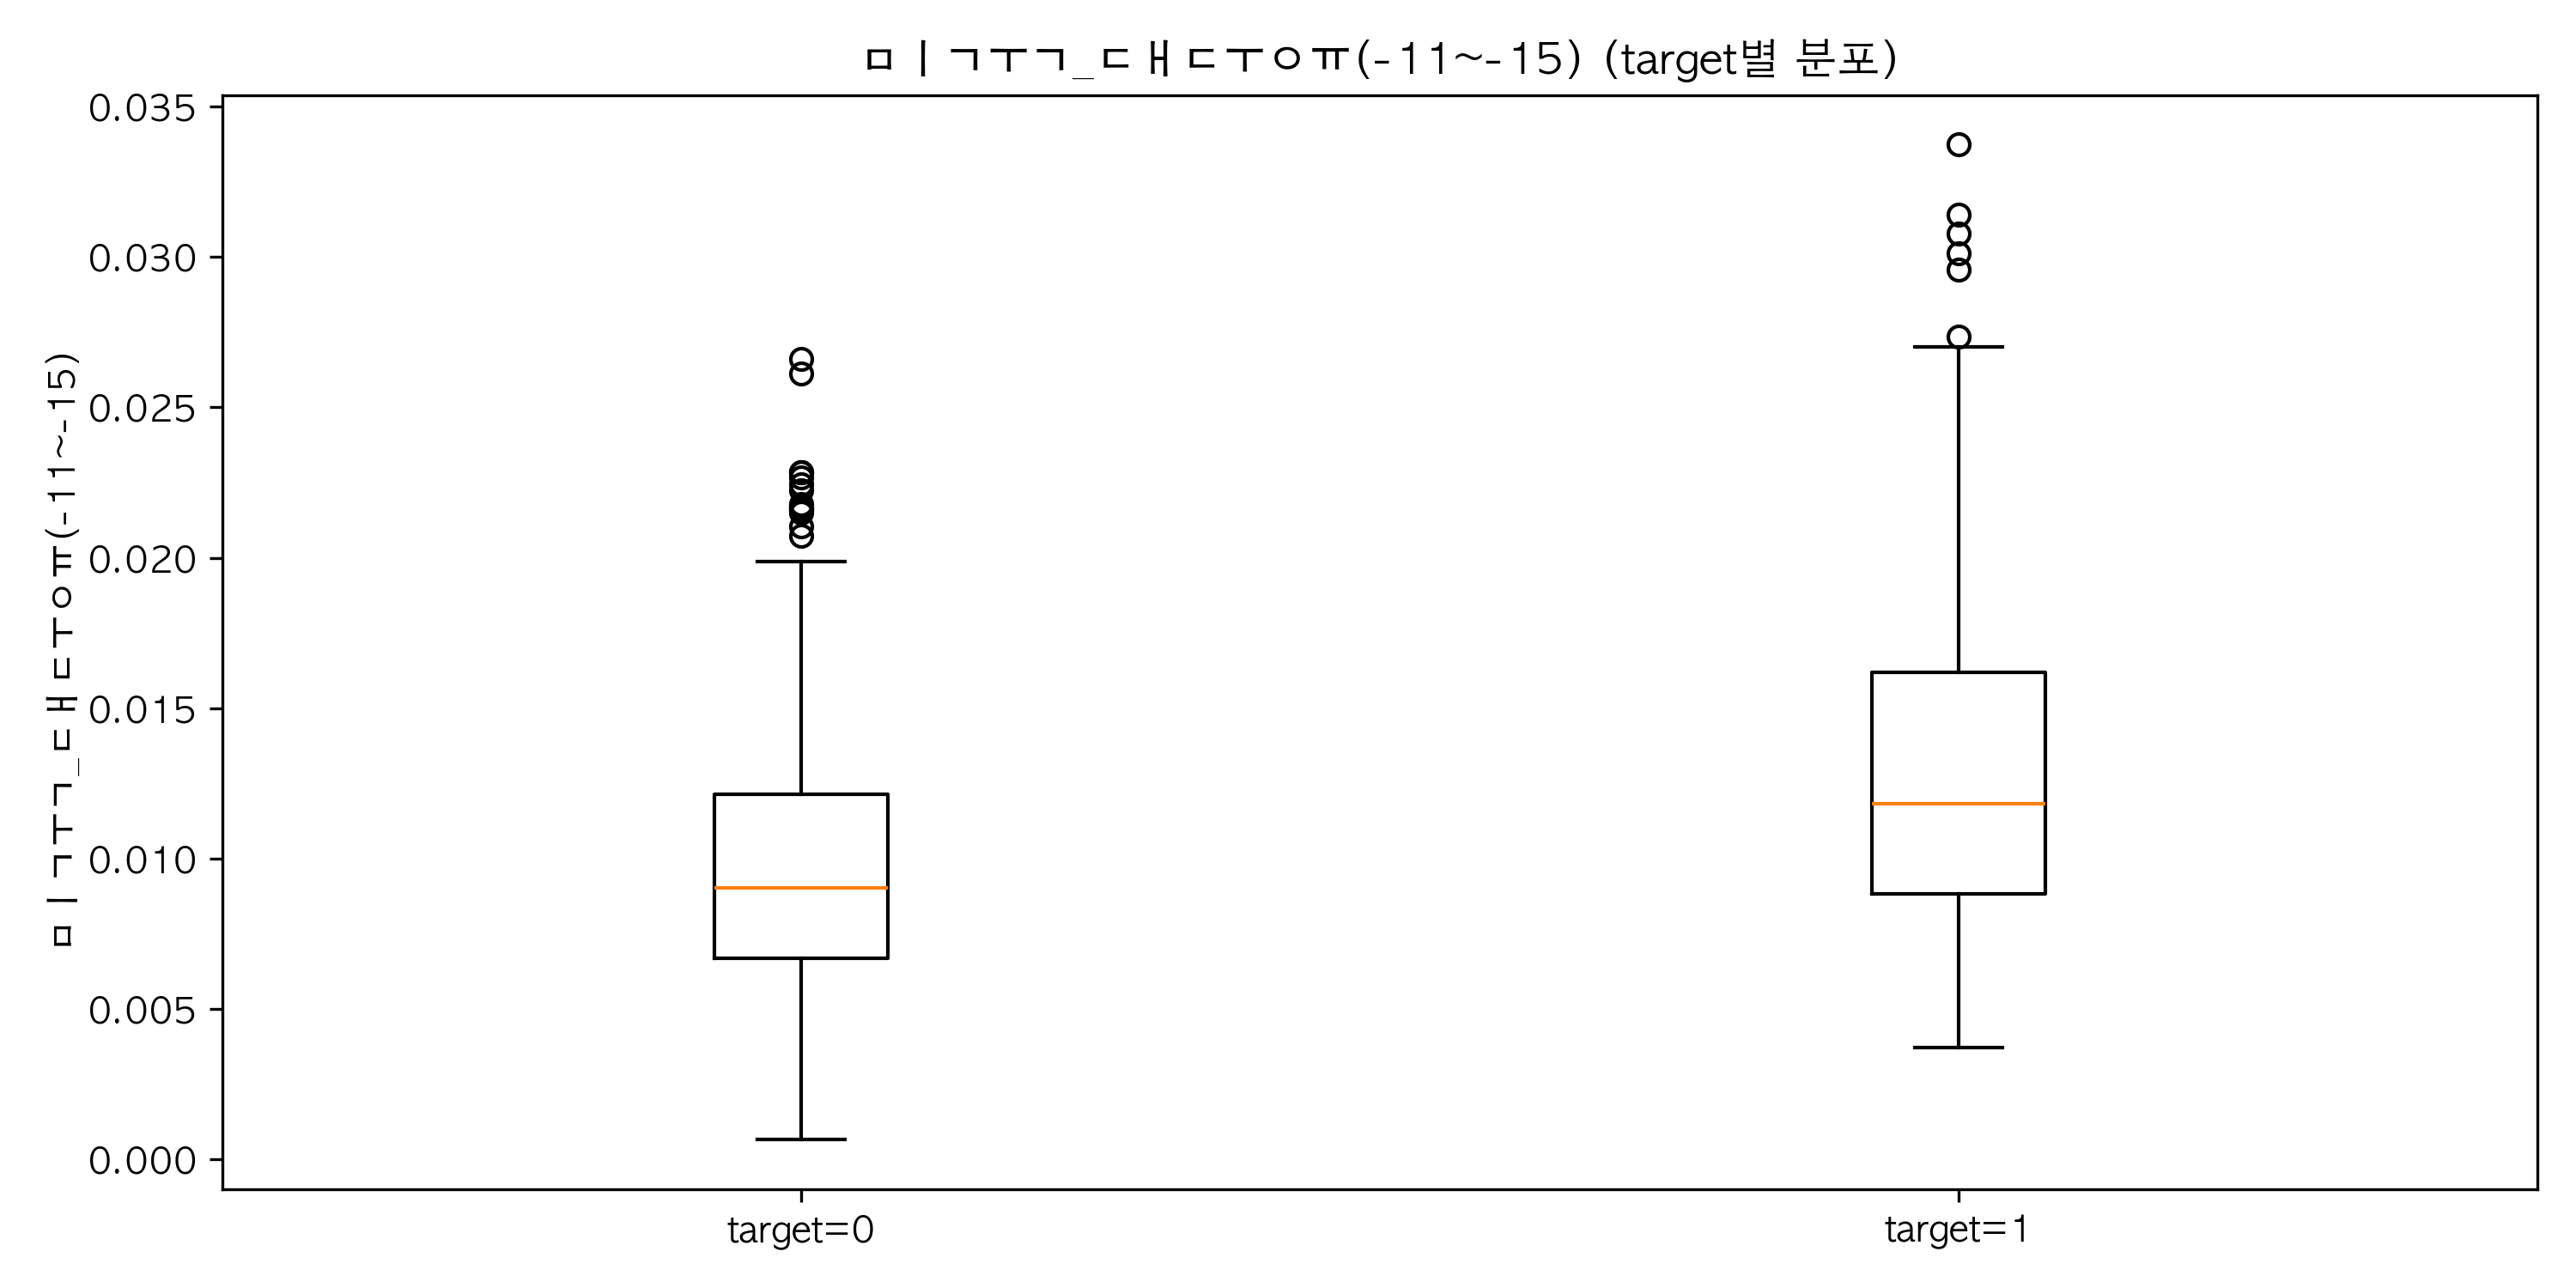 ㅁㅣㄱㅜㄱ_ㄷㅐㄷㅜㅇㅠ(-11~-15) (target별 분포)
ㅁㅣㄱㅜㄱ_ㄷㅐㄷㅜㅇㅠ(-11~-15)
0.035
0.030
0.025
0.020
0.015
0.010
0.005
0.000
target=0
target=1